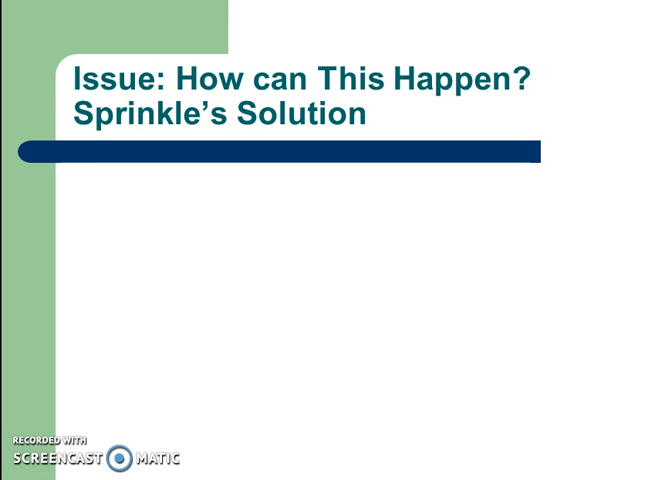 Issue: How can This Happen?
Sprinkle's Solution
RECORDED WITH
SCREENCAST MATIC